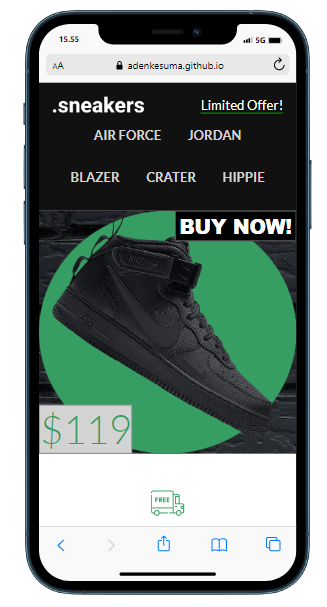 15.55
5G
AA
adenkesuma.github.io
.sneakers
Limited Offer!
AIR FORCE JORDAN
BLAZER CRATER HIPPIE
BUY NOW!
AIR
$119
FREE